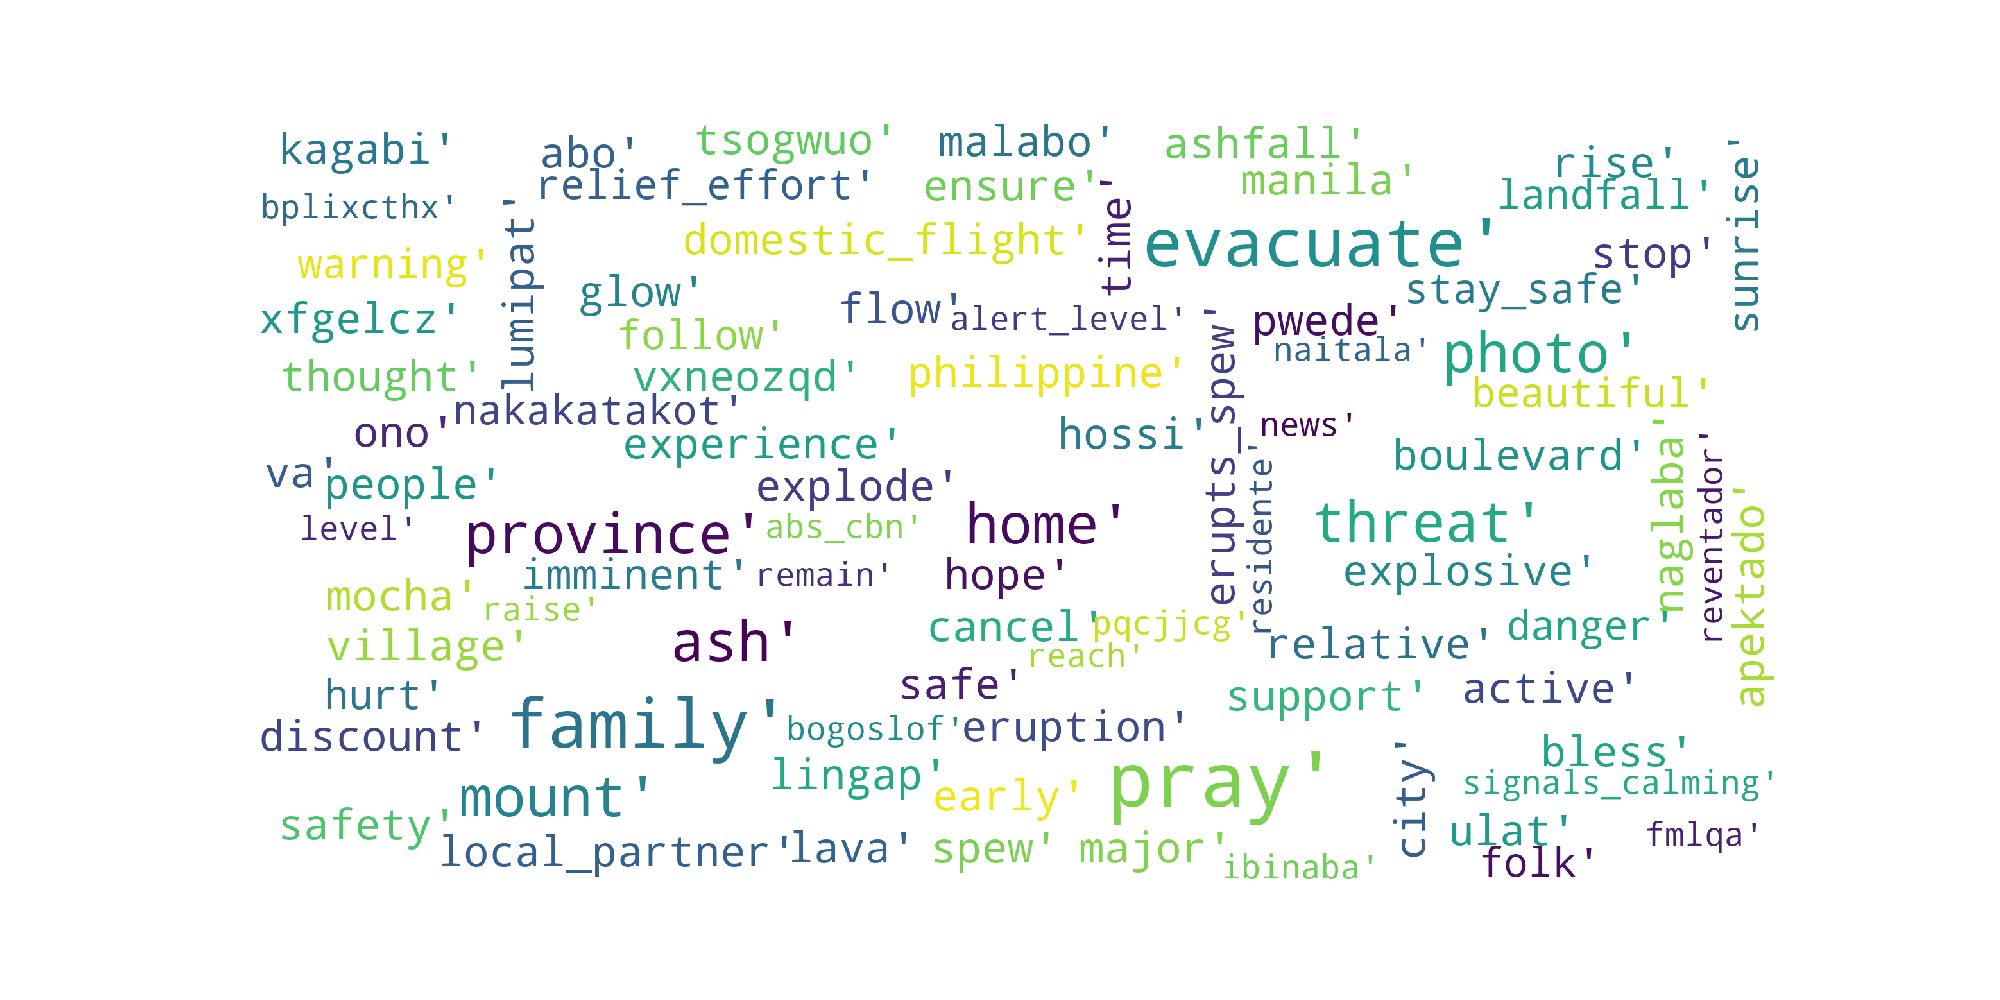 kagabi'
abo'
tsogwuo'
malabo'
ashfall'
rise'
sunrise'
bplixcthx'
relief_effort'
ensure'
manila'
landfall'
lumipat'
time'
warning'
domestic_flight'
evacuate'
stop'
xfgelcz'
glow'
flow'
alert_level'
stay_safe'
follow'
erupts_spew'
pwede'
naitala'
photo'
thought'
vxneozqd'
philippine'
beautiful'
nakakatakot'
ono'
experience'
hossi'
news'
boulevard'
naglaba'
reventador'
va'
people'
explode'
residente'
apektado'
level'
province'
abs_cbn'
home'
threat'
imminent'
remain'
hope'
explosive'
mocha'
raise'
village'
ash'
cancel'
pqcjjcg'
reach'
relative'
danger'
hurt'
safe'
support'
active'
discount'
family'
bogoslof'
eruption'
city'
bless'
mount'
lingap'
early'
pray'
signals_calming'
safety'
local_partner'
lava'
spew'
major'
ibinaba'
ulat'
folk'
fmlqa'